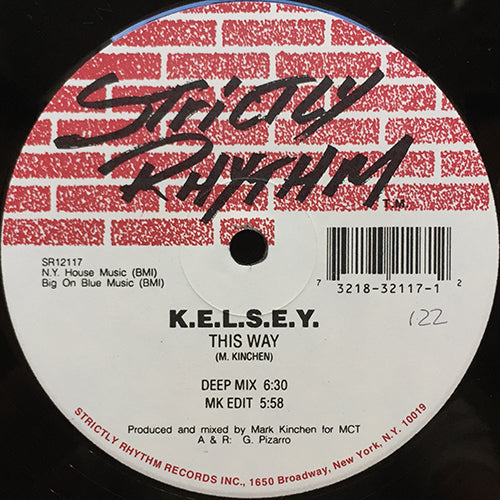 STRICTLY
RHYTHM T.M.
SR12117
N.Y. House Music (BMI)
Big On Blue Music (BMI)
7 3218-32117-1 2
K.E.L.S.E.Y.
THIS WAY
(M. KINCHEN)
122
DEEP MIX 6:30
MK EDIT 5:58
Produced and mixed by Mark Kinchen for MCT
A & R: G. Pizarro
STRICTLY RHYTHM RECORDS INC., 1650 Broadway, New York, N.Y. 10019